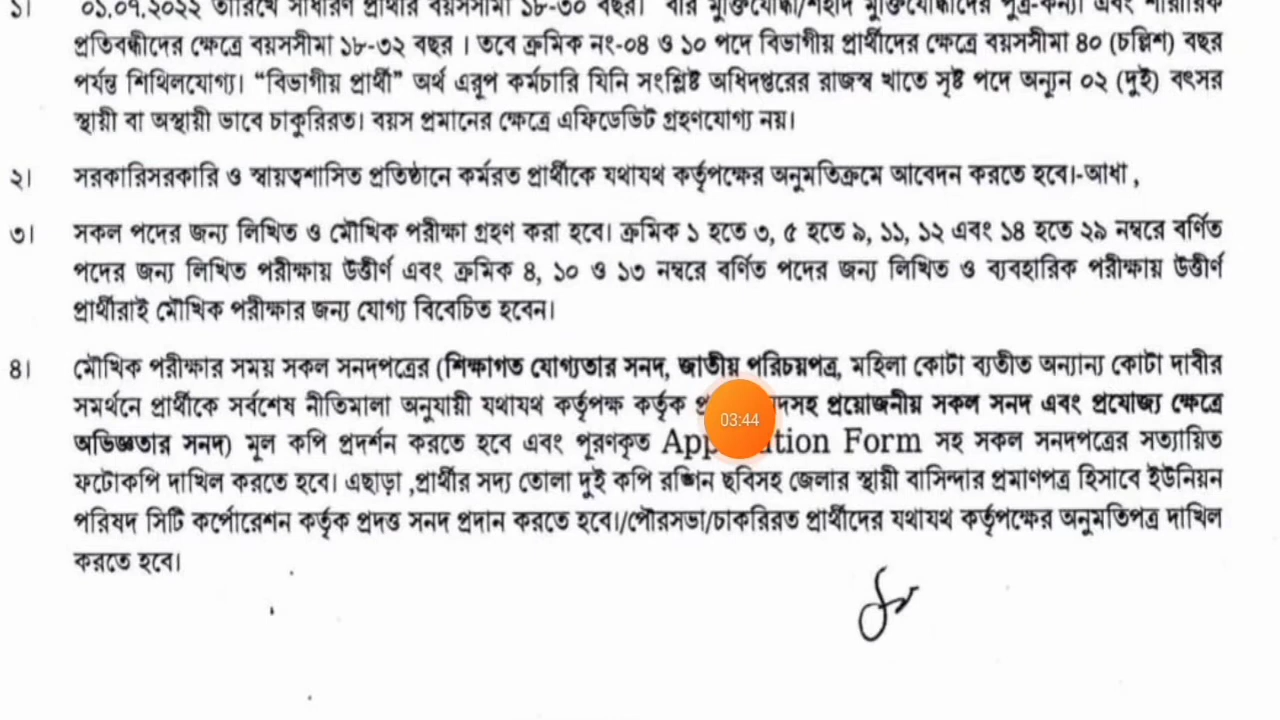 ১। ০১.০৭.২০২২ তারিখে সাধারণ প্রার্থীর বয়সসীমা ১৮-৩০ বছর। বীর মুক্তিযোদ্ধা/শহীদ মুক্তিযোদ্ধাদের পুত্র-কন্যা এবং শারীরিক
প্রতিবন্ধীদের ক্ষেত্রে বয়সসীমা ১৮-৩২ বছর । তবে ক্রমিক নং-০৪ ও ১০ পদে বিভাগীয় প্রার্থীদের ক্ষেত্রে বয়সসীমা ৪০ (চল্লিশ) বছর
পর্যন্ত শিথিলযোগ্য। “বিভাগীয় প্রার্থী” অর্থ এরূপ কর্মচারি যিনি সংশ্লিষ্ট অধিদপ্তরের রাজস্ব খাতে সৃষ্ট পদে অন্যুন ০২ (দুই) বৎসর
স্থায়ী বা অস্থায়ী ভাবে চাকুরিরত। বয়স প্রমানের ক্ষেত্রে এফিডেভিট গ্রহণযোগ্য নয়।
২। সরকারিসরকারি ও স্বায়ত্বশাসিত প্রতিষ্ঠানে কর্মরত প্রার্থীকে যথাযথ কর্তৃপক্ষের অনুমতিক্রমে আবেদন করতে হবে।-আধা ,
৩। সকল পদের জন্য লিখিত ও মৌখিক পরীক্ষা গ্রহণ করা হবে। ক্রমিক ১ হতে ৩, ৫ হতে ৯, ১১, ১২ এবং ১৪ হতে ২৯ নম্বরে বর্ণিত
পদের জন্য লিখিত পরীক্ষায় উত্তীর্ণ এবং ক্রমিক ৪, ১০ ও ১৩ নম্বরে বর্ণিত পদের জন্য লিখিত ও ব্যবহারিক পরীক্ষায় উত্তীর্ণ
প্রার্থীরাই মৌখিক পরীক্ষার জন্য যোগ্য বিবেচিত হবেন।
৪। মৌখিক পরীক্ষার সময় সকল সনদপত্রের (শিক্ষাগত যোগ্যতার সনদ, জাতীয় পরিচয়পত্র, মহিলা কোটা ব্যতীত অন্যান্য কোটা দাবীর
সমর্থনে প্রার্থীকে সর্বশেষ নীতিমালা অনুযায়ী যথাযথ কর্তৃপক্ষ কর্তৃক প্রয়োজনীয় সকল সনদ এবং প্রযোজ্য ক্ষেত্রে
অভিজ্ঞতার সনদ) মূল কপি প্রদর্শন করতে হবে এবং পূরণকৃত Form সহ সকল সনদপত্রের সত্যায়িত
ফটোকপি দাখিল করতে হবে। এছাড়া ,প্রার্থীর সদ্য তোলা দুই কপি রঙিন ছবিসহ জেলার স্থায়ী বাসিন্দার প্রমাণপত্র হিসাবে ইউনিয়ন
পরিষদ সিটি কর্পোরেশন কর্তৃক প্রদত্ত সনদ প্রদান করতে হবে।/পৌরসভা/চাকরিরত প্রার্থীদের যথাযথ কর্তৃপক্ষের অনুমতিপত্র দাখিল
করতে হবে।
03:44